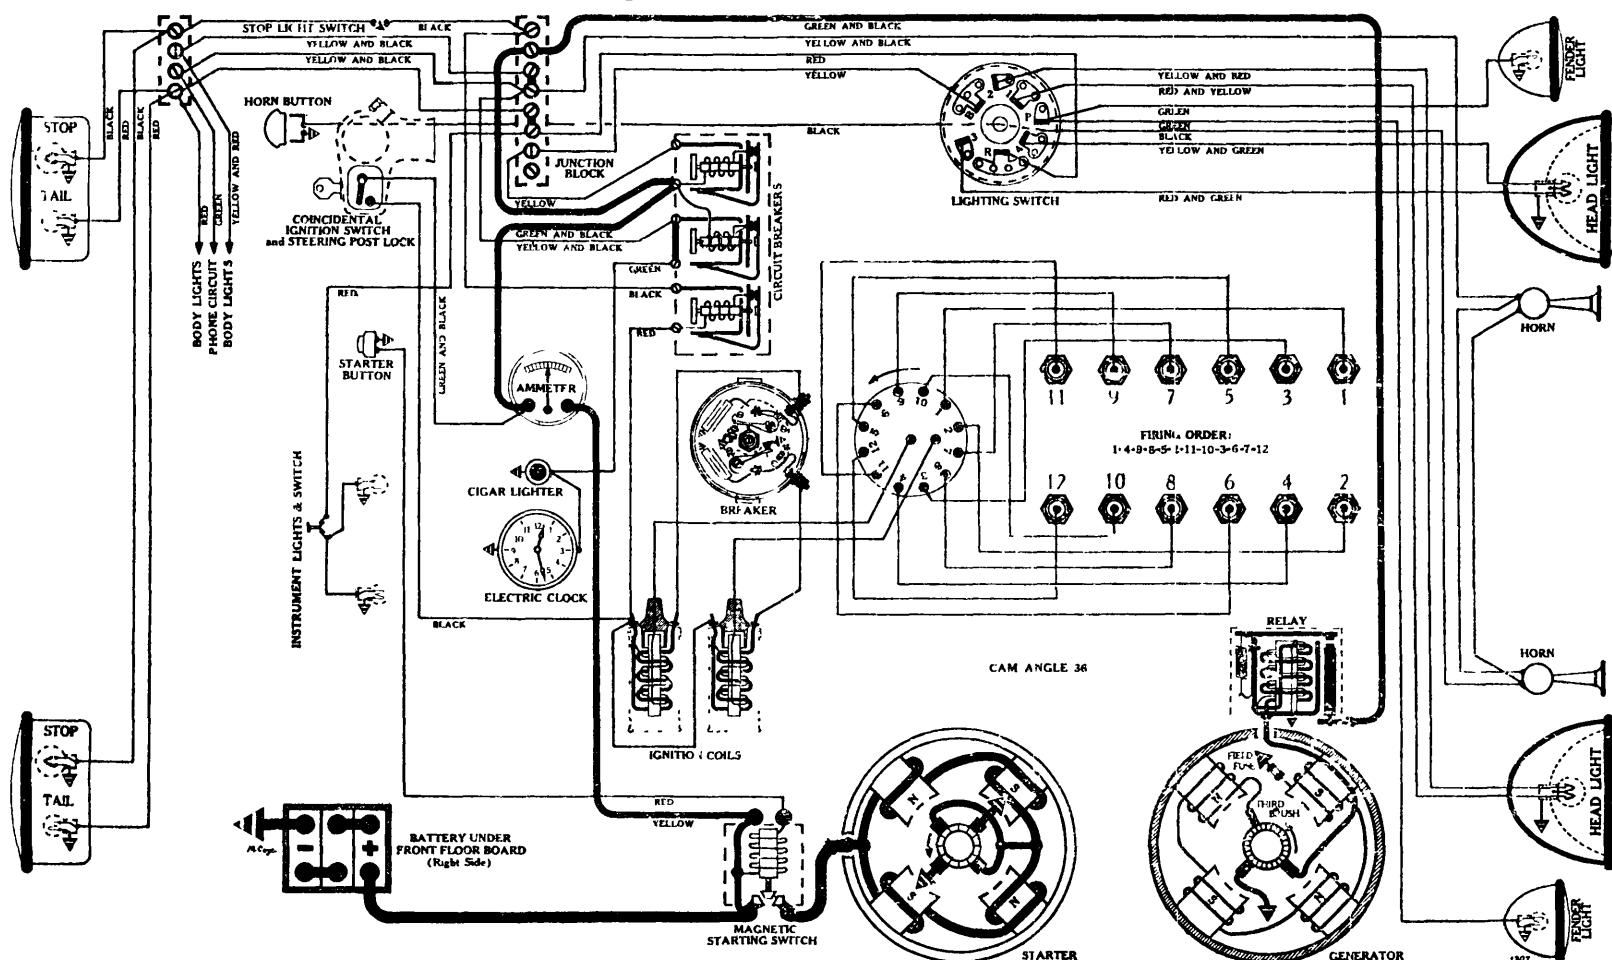 STOP LIGHT SWITCH
BLACK
GREEN AND BLACK
YELLOW AND BLACK
YELLOW AND BLACK
YELLOW AND BLACK
RED
YELLOW
FENDER
LIGHT
YELLOW AND RED
RED AND YELLOW
GREEN
GREEN
BLACK
YELLOW AND GREEN
HORN BUTTON
BLACK
STOP
TAIL
BLACK
RED
BLACK
RED
RED
GREEN
YELLOW AND RED
JUNCTION
BLOCK
2
1
B
P
3
4
R
LIGHTING SWITCH
RED AND GREEN
HEAD LIGHT
YELLOW
COINCIDENTAL
IGNITION SWITCH
and STEERING POST LOCK
GREEN AND BLACK
YELLOW AND BLACK
GREEN
BLACK
RED
CIRCUIT BREAKERS
BODY LIGHTS
PHONE CIRCUIT
BODY LIGHTS
RED
GREEN AND BLACK
STARTER
BUTTON
AMMETER
HORN
11 9 7 5 3 1
FIRING ORDER:
12 10 8 6 4 2
BREAKER
CIGAR LIGHTER
INSTRUMENT LIGHTS & SWITCH
12 1 2 3 5 6 7 8 9 10 11
ELECTRIC CLOCK
BLACK
IGNITION COILS
CAM ANGLE 36
RELAY
HORN
STOP
TAIL
RED
YELLOW
BATTERY UNDER
FRONT FLOOR BOARD
(Right Side)
- +
MAGNETIC
STARTING SWITCH
N
S
S
N
STARTER
FIELD
FUSE
THIRD
BRUSH
N
S
S
N
GENERATOR
HEAD LIGHT
FENDER
LIGHT